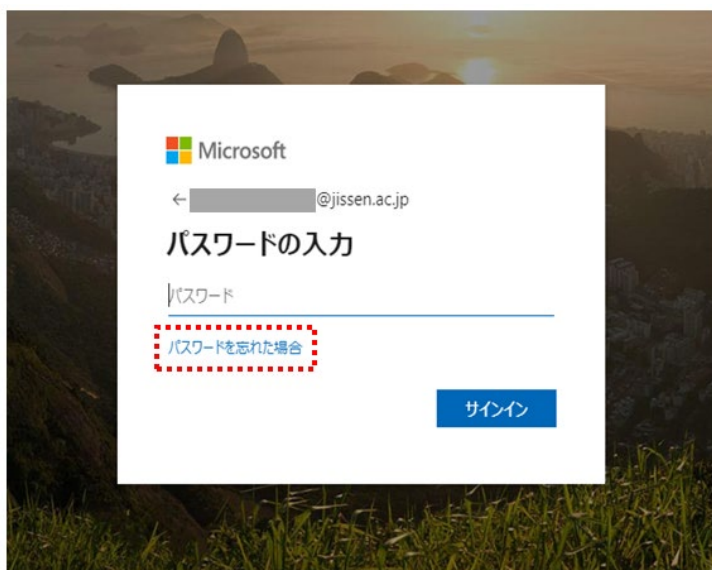 Microsoft
← @jissen.ac.jp
パスワードの入力
パスワード
パスワードを忘れた場合
サインイン